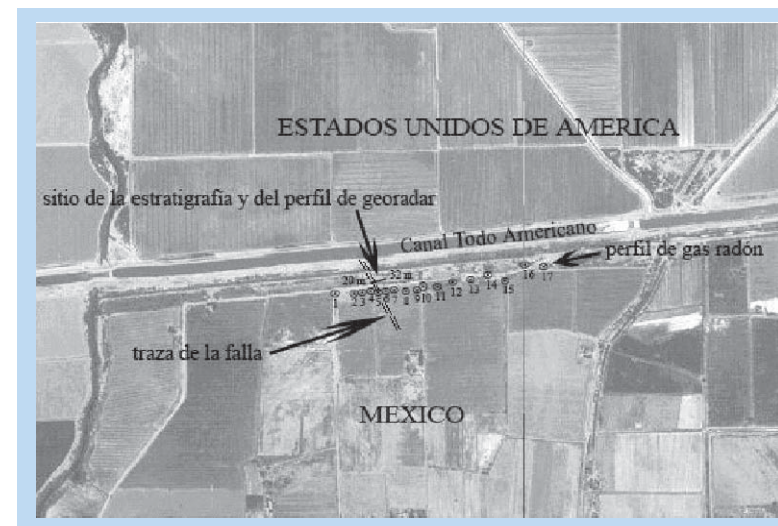 ESTADOS UNIDOS DE AMERICA
sitio de la estratigrafia y del perfil de georadar
Canal Todo Americano
perfil de gas radón
29 m 32 m
1 2 3 4 5 6 7 8 9 10 11 12 13 14 15 16 17
traza de la falla
MEXICO